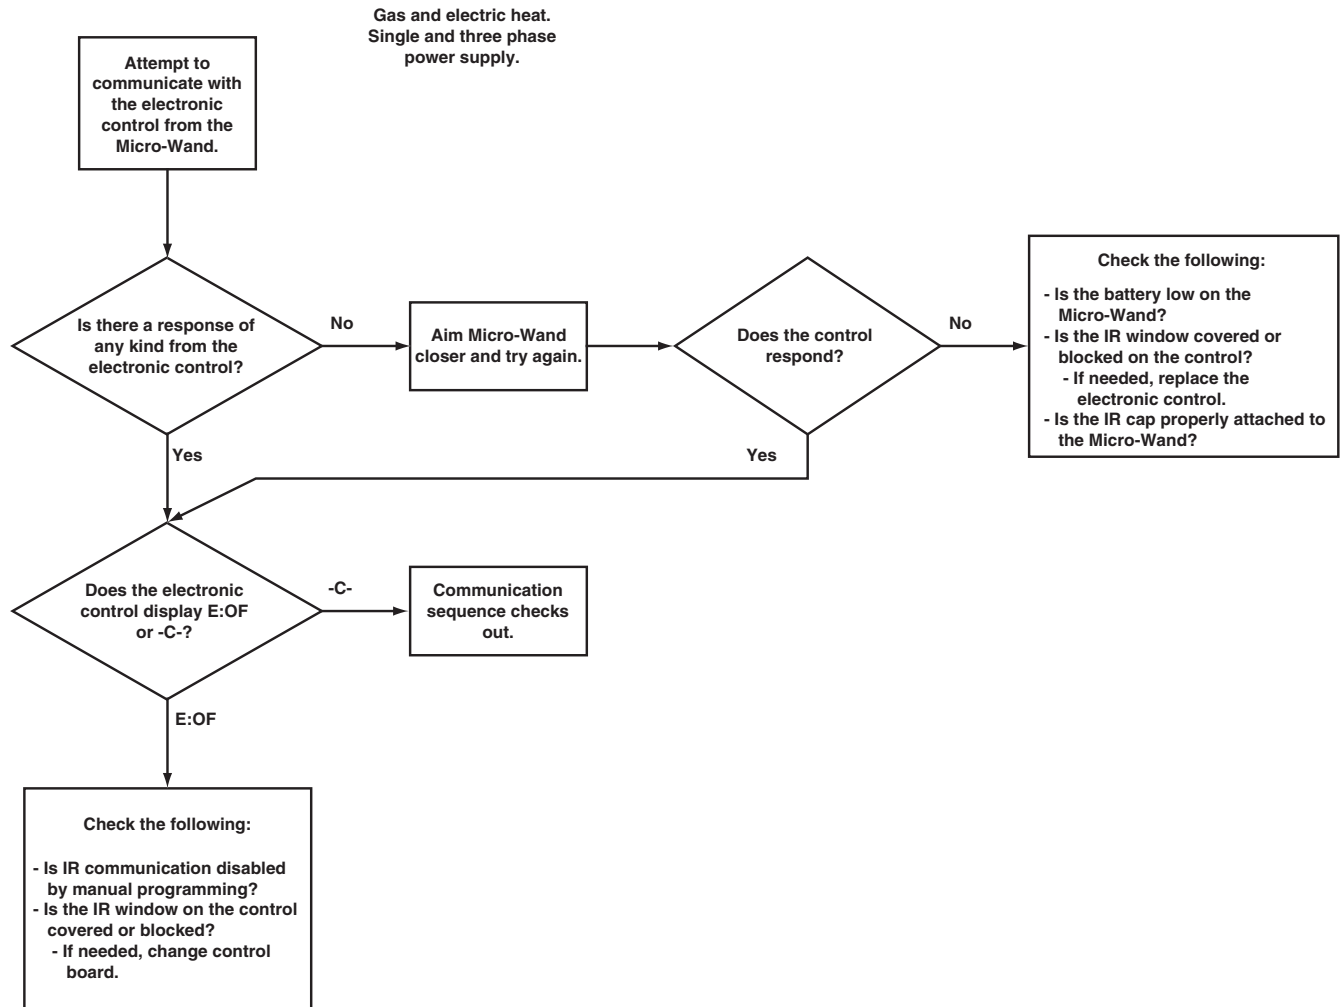 Gas and electric heat.
Single and three phase
power supply.
Attempt to
communicate with
the electronic
control from the
Micro-Wand.
Is there a response of
any kind from the
electronic control?
No
Aim Micro-Wand
closer and try again.
Does the control
respond?
No
Check the following:
- Is the battery low on the
Micro-Wand?
- Is the IR window covered or
blocked on the control?
- If needed, replace the
electronic control.
- Is the IR cap properly attached to
the Micro-Wand?
Yes
Yes
Does the electronic
control display E:OF
or -C-?
-C-
Communication
sequence checks
out.
E:OF
Check the following:
- Is IR communication disabled
by manual programming?
- Is the IR window on the control
covered or blocked?
- If needed, change control
board.